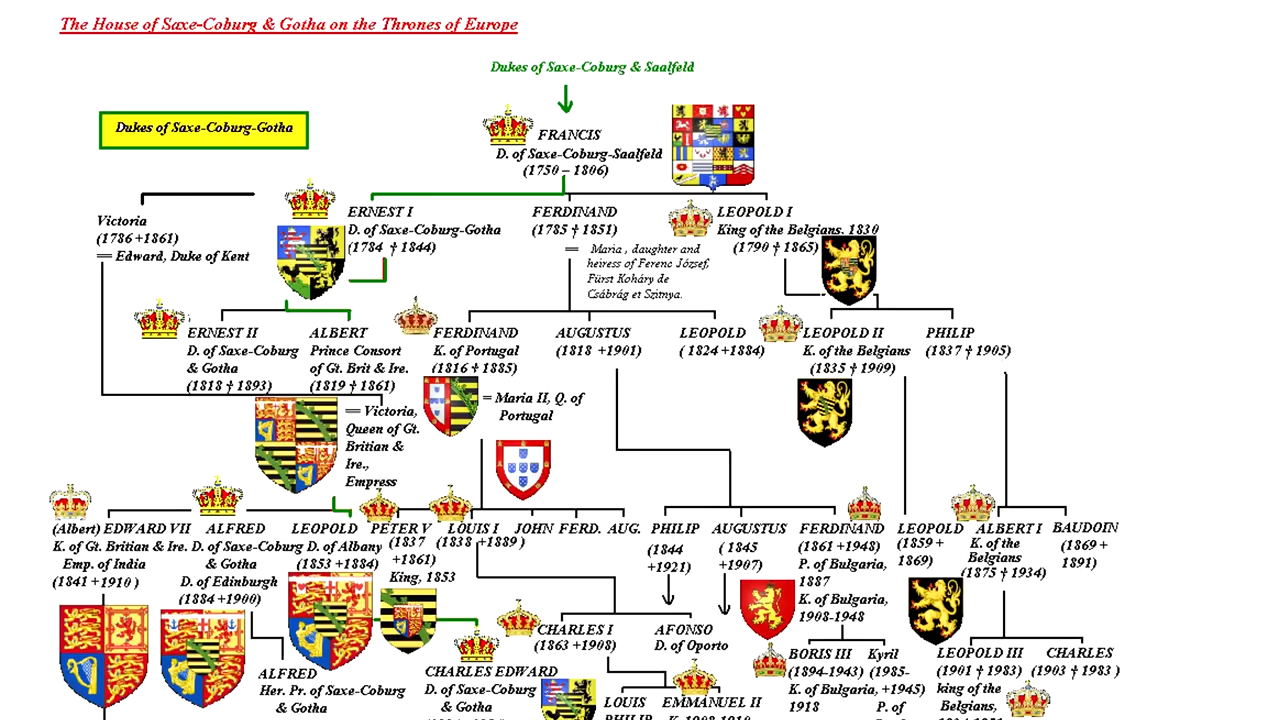 The House of Saxe-Coburg & Gotha on the Thrones of Europe
Dukes of Saxe-Coburg & Saalfeld
Dukes of Saxe-Coburg-Gotha
FRANCIS
D. of Saxe-Coburg-Saalfeld
(1750 – 1806)
Victoria
(1786 +1861)
= Edward, Duke of Kent
ERNEST I
D. of Saxe-Coburg-Gotha
(1784 † 1844)
FERDINAND
(1785 † 1851)
= Maria , daughter and
heiress of Ferenc József,
Fürst Koháry de
Csábrág et Szitnya.
LEOPOLD I
King of the Belgians. 1830
(1790 † 1865)
ERNEST II
D. of Saxe-Coburg
& Gotha
(1818 † 1893)
ALBERT
Prince Consort
of Gt. Brit & Ire.
(1819 † 1861)
= Victoria,
Queen of Gt.
Britian &
Ire.,
Empress
FERDINAND
K. of Portugal
(1816 † 1885)
= Maria II, Q. of
Portugal
AUGUSTUS
(1818 +1901)
LEOPOLD
( 1824 +1884)
LEOPOLD II
K. of the Belgians
(1835 † 1909)
PHILIP
(1837 † 1905)
(Albert) EDWARD VII
K. of Gt. Britian & Ire.
Emp. of India
(1841 +1910 )
ALFRED
D. of Saxe-Coburg
& Gotha
D. of Edinburgh
(1884 +1900)
LEOPOLD
D. of Albany
(1853 +1884)
PETER V
(1837
+1861)
King, 1853
LOUIS I
(1838 +1889 )
JOHN
FERD.
AUG.
PHILIP
(1844
+1921)
AUGUSTUS
( 1845
+1907)
FERDINAND
(1861 +1948)
P. of Bulgaria,
1887
K. of Bulgaria,
1908-1948
LEOPOLD
(1859 +
1869)
ALBERT I
K. of the
Belgians
(1875 † 1934)
BAUDOIN
(1869 +
1891)
ALFRED
Her. Pr. of Saxe-Coburg
& Gotha
CHARLES EDWARD
D. of Saxe-Coburg
& Gotha
CHARLES I
(1863 +1908)
AFONSO
D. of Oporto
LOUIS
PHILIP
EMMANUEL II
K. 1908-1910
BORIS III
(1894-1943)
K. of Bulgaria,
1918
Kyril
(1985-
+1945)
P. of
LEOPOLD III
(1901 † 1983)
king of the
Belgians,
CHARLES
(1903 † 1983 )